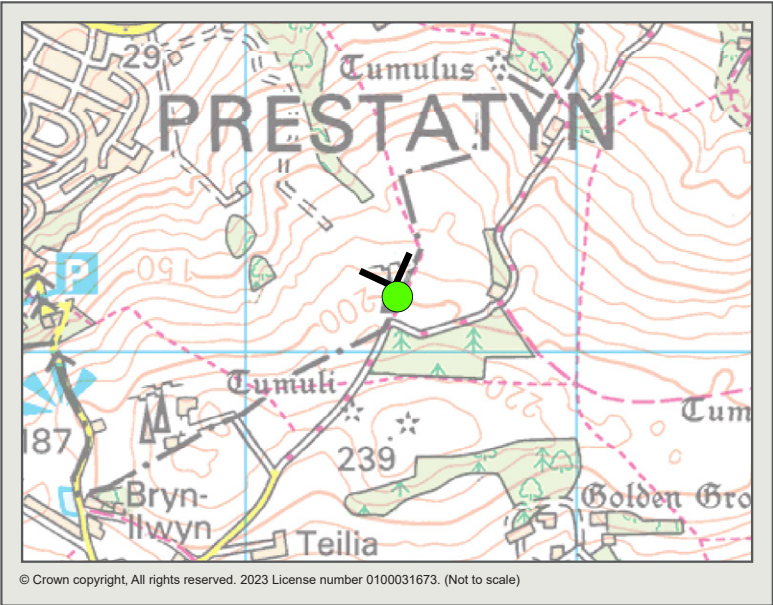 29
Tumulus
PRESTATYN
P
150
200
Tumuli
220
Tum
187
239
Bryn-
llwyn
Golden Gro
Teilia
© Crown copyright, All rights reserved. 2023 License number 0100031673. (Not to scale)